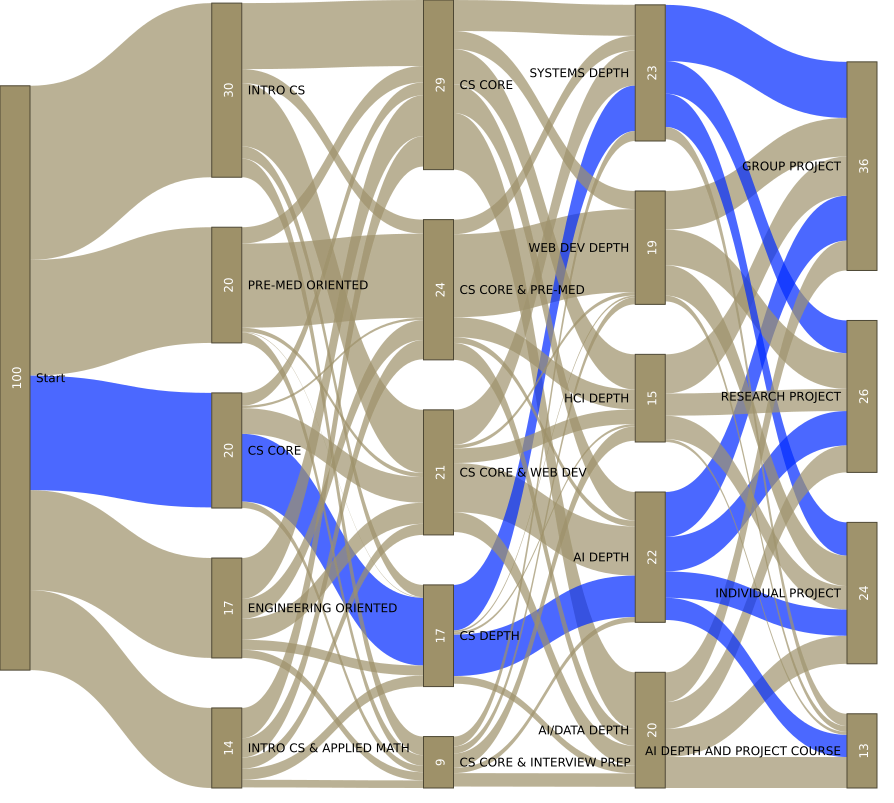 100
Start
30
INTRO CS
20
PRE-MED ORIENTED
20
CS CORE
17
ENGINEERING ORIENTED
14
INTRO CS & APPLIED MATH
29
CS CORE
24
CS CORE & PRE-MED
21
CS CORE & WEB DEV
17
CS DEPTH
9
CS CORE & INTERVIEW PREP
SYSTEMS DEPTH
23
WEB DEV DEPTH
19
HCI DEPTH
15
AI DEPTH
22
AI/DATA DEPTH
20
GROUP PROJECT
36
RESEARCH PROJECT
26
INDIVIDUAL PROJECT
24
AI DEPTH AND PROJECT COURSE
13